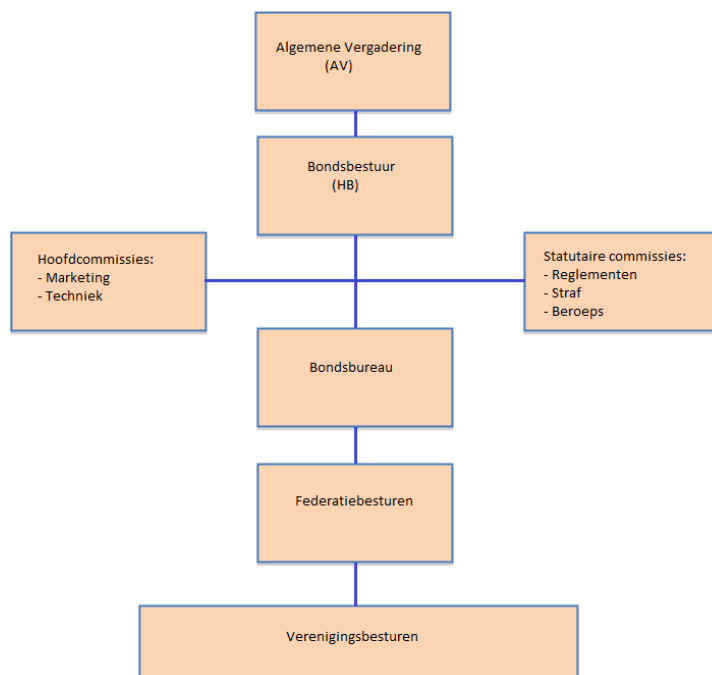 Algemene Vergadering
(AV)
Bondsbestuur
(HB)
Hoofdcommissies:
- Marketing
- Techniek
Statutaire commissies:
- Reglementen
- Straf
- Beroeps
Bondsbureau
Federatiebesturen
Verenigingsbesturen